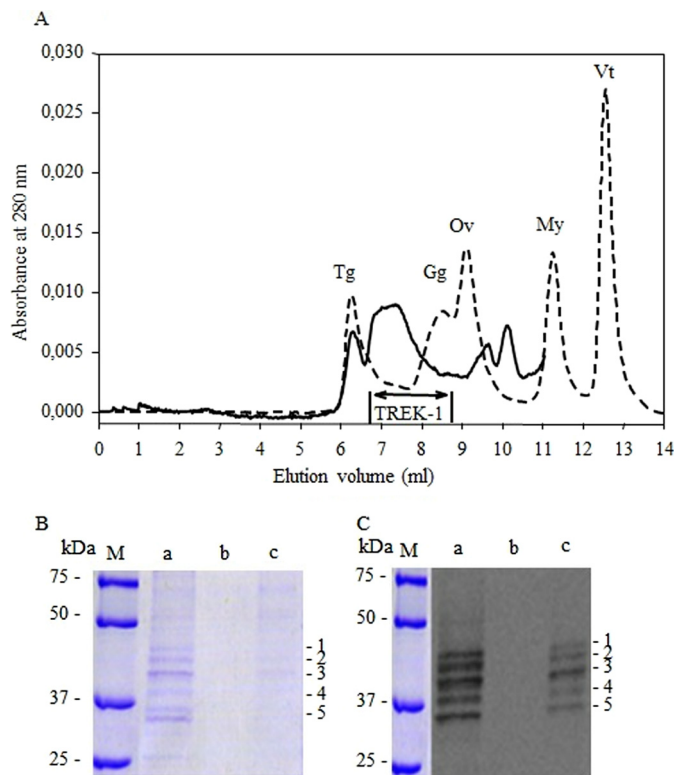 A
0,030
0,025
0,020
0,015
0,010
0,005
0,000
Absorbance at 280 nm
Tg
Gg
Ov
My
Vt
TREK-1
0 1 2 3 4 5 6 7 8 9 10 11 12 13 14
Elution volume (ml)
B
kDa M a b c
75 -
50 -
37 -
25 -
- 1
- 2
- 3
- 4
- 5
C
kDa M a b c
75 -
50 -
37 -
25 -
- 1
- 2
- 3
- 4
- 5